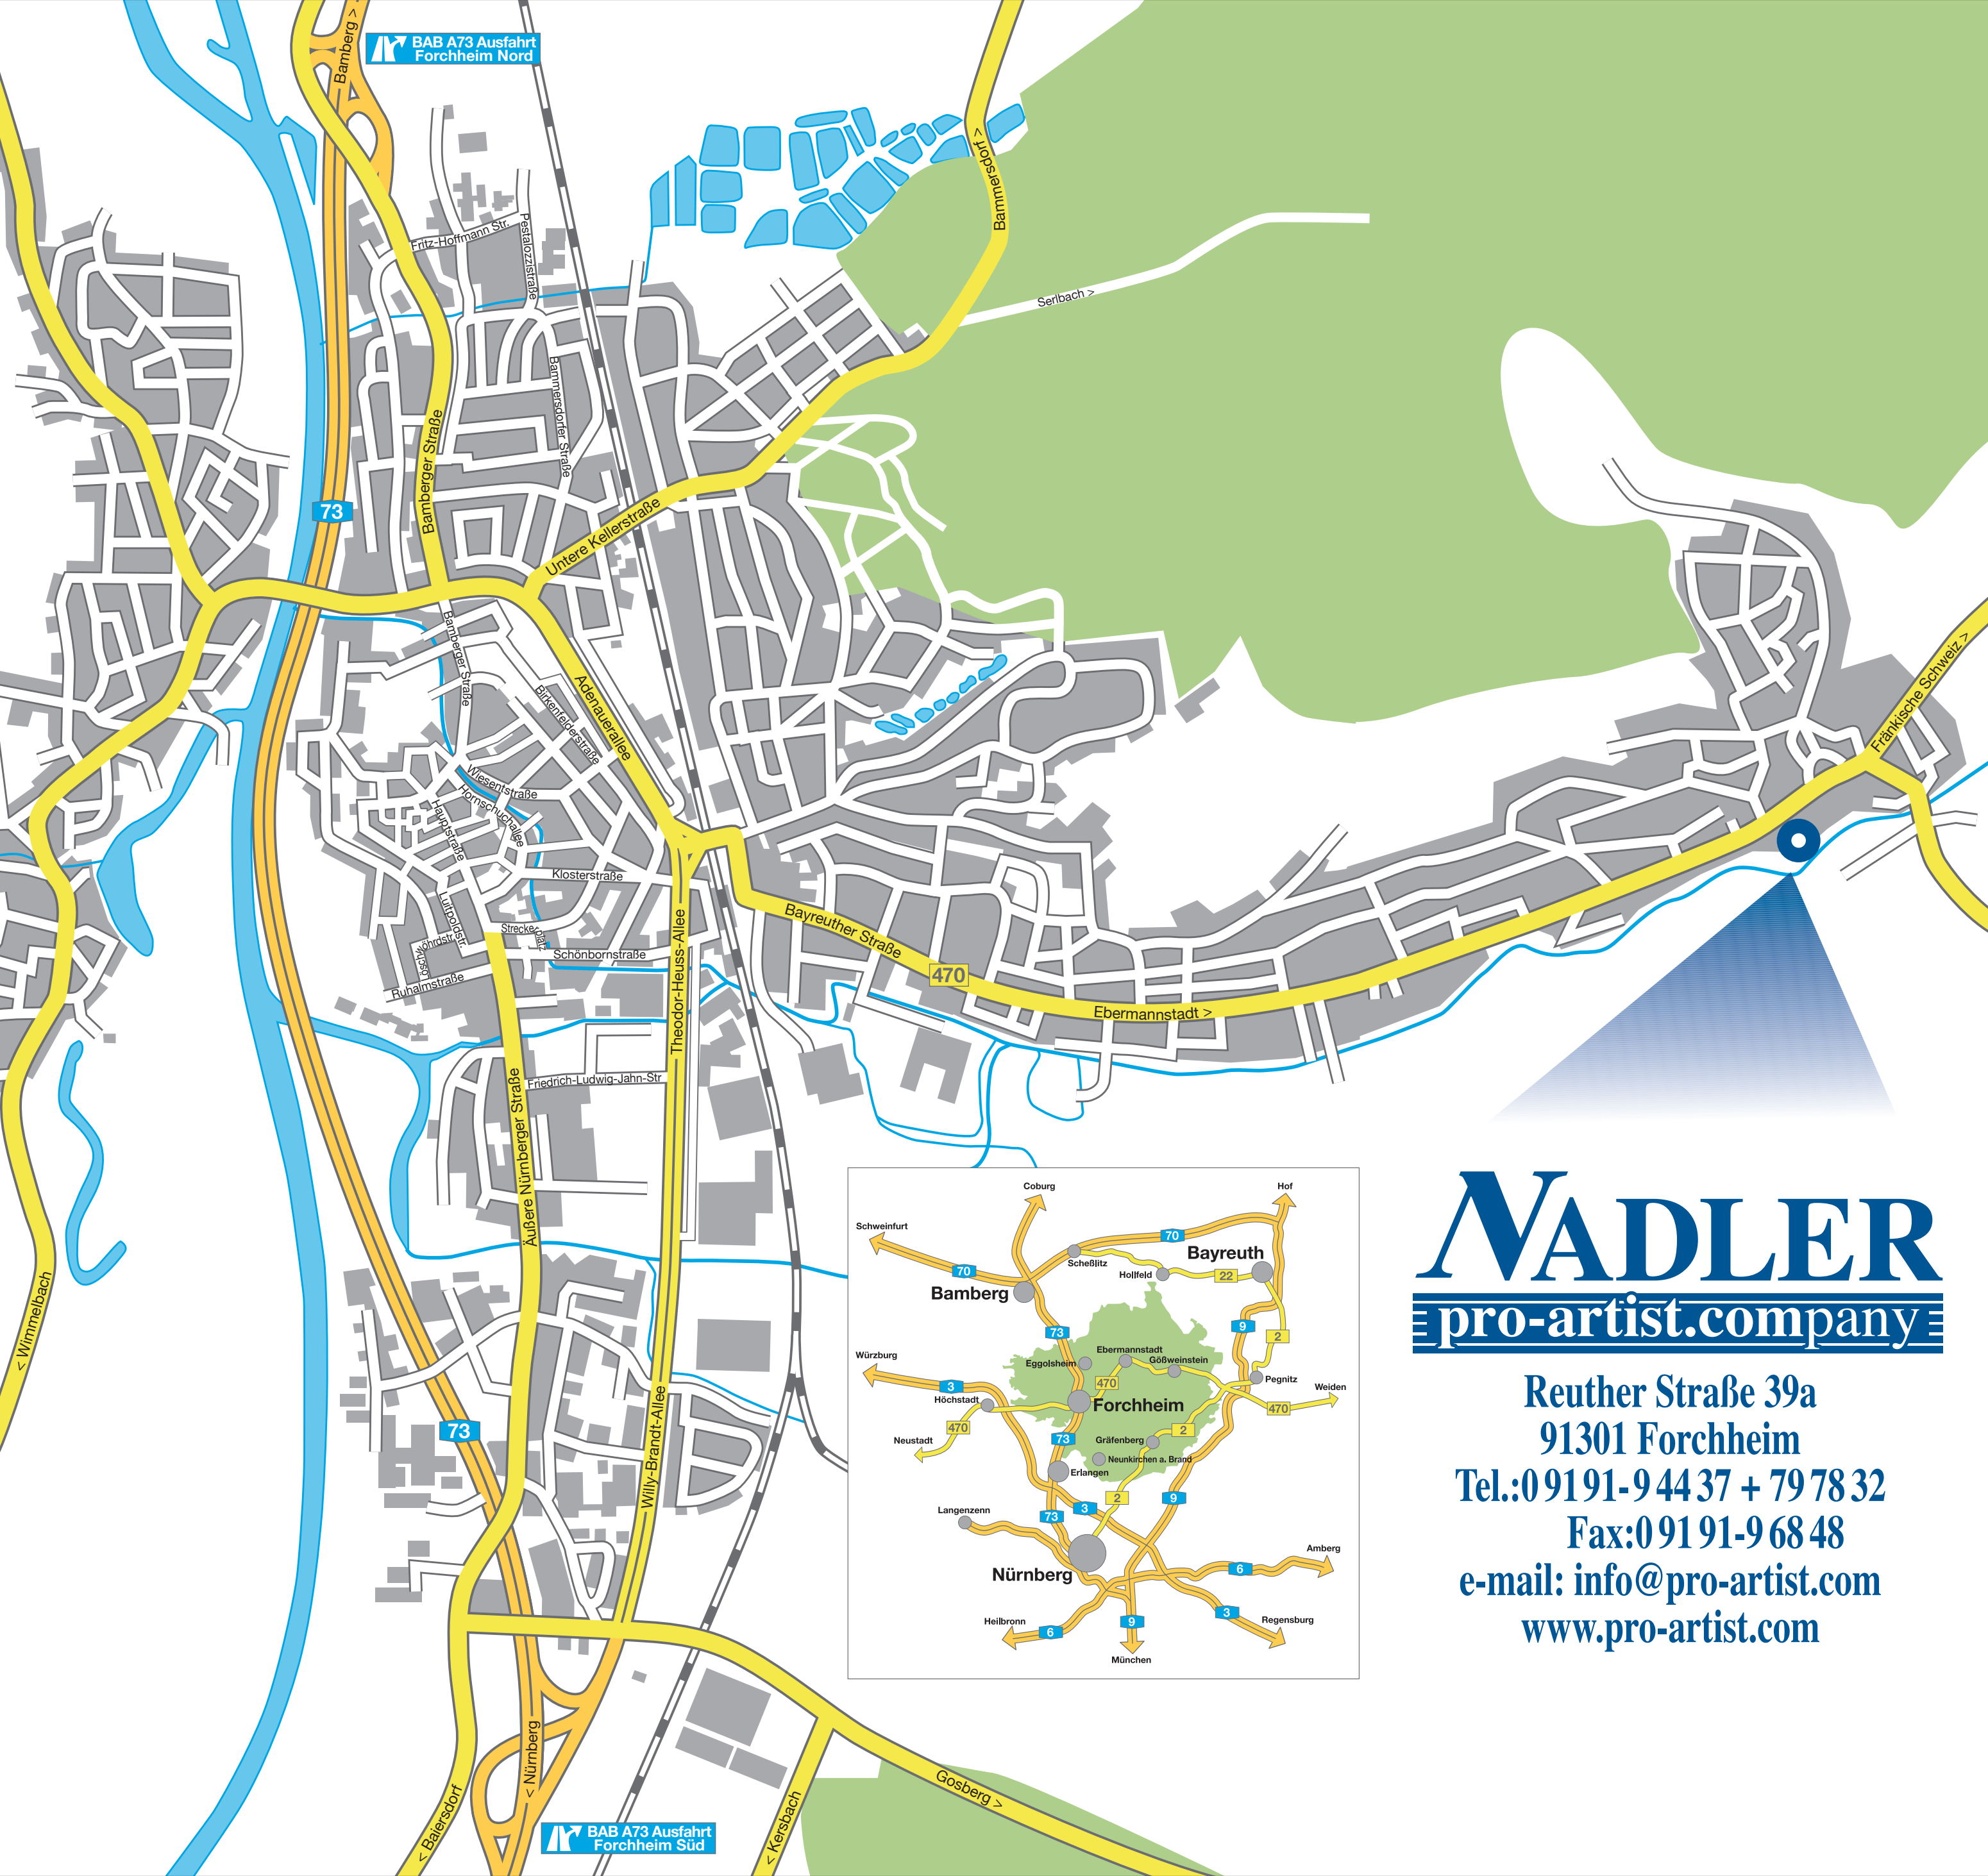 Bamberg >
BAB A73 Ausfahrt
Forchheim Nord
Bammersdorf >
Fritz-Hoffmann Str.
Pestalozzistraße
Serlbach >
Bammersdorfer Straße
Bamberger Straße
73
Untere Kellerstraße
Bamberger Straße
Adenauerallee
Birkenfelderstraße
Fränkische Schweiz >
Wiesentstraße
Hornschuchallee
Hauptstraße
Klosterstraße
Luitpoldstr.
Theodor-Heuss-Allee
Bayreuther Straße
Streckerplatz
Schönbornstraße
Wöhrdstr.
Ruhalmstraße
470
Ebermannstadt >
Friedrich-Ludwig-Jahn-Str
Äußere Nürnberger Straße
< Wimmelbach
73
Willy-Brandt-Allee
< Nürnberg
< Baiersdorf
BAB A73 Ausfahrt
Forchheim Süd
< Kersbach
Gosberg >
Coburg
Hof
Schweinfurt
70
Bayreuth
Scheßlitz
70
Hollfeld
22
Bamberg
73
9
2
Ebermannstadt
Würzburg
Eggolsheim
Gößweinstein
3
470
Pegnitz
Weiden
Höchstadt
Forchheim
470
470
2
Neustadt
73
Gräfenberg
Neunkirchen a. Brand
Erlangen
2
9
Langenzenn
3
73
Amberg
Nürnberg
6
3
Heilbronn
9
Regensburg
6
München
NADLER
pro-artist.company
Reuther Straße 39a
91301 Forchheim
Tel.:0 91 91-9 44 37 + 79 78 32
Fax:0 91 91-9 68 48
e-mail: info@pro-artist.com
www.pro-artist.com